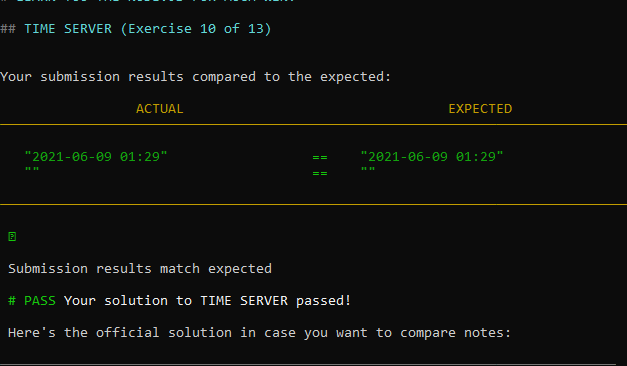 ## TIME SERVER (Exercise 10 of 13)
Your submission results compared to the expected:
ACTUAL EXPECTED
"2021-06-09 01:29" == "2021-06-09 01:29"
"" == ""
Submission results match expected
# PASS Your solution to TIME SERVER passed!
Here's the official solution in case you want to compare notes: